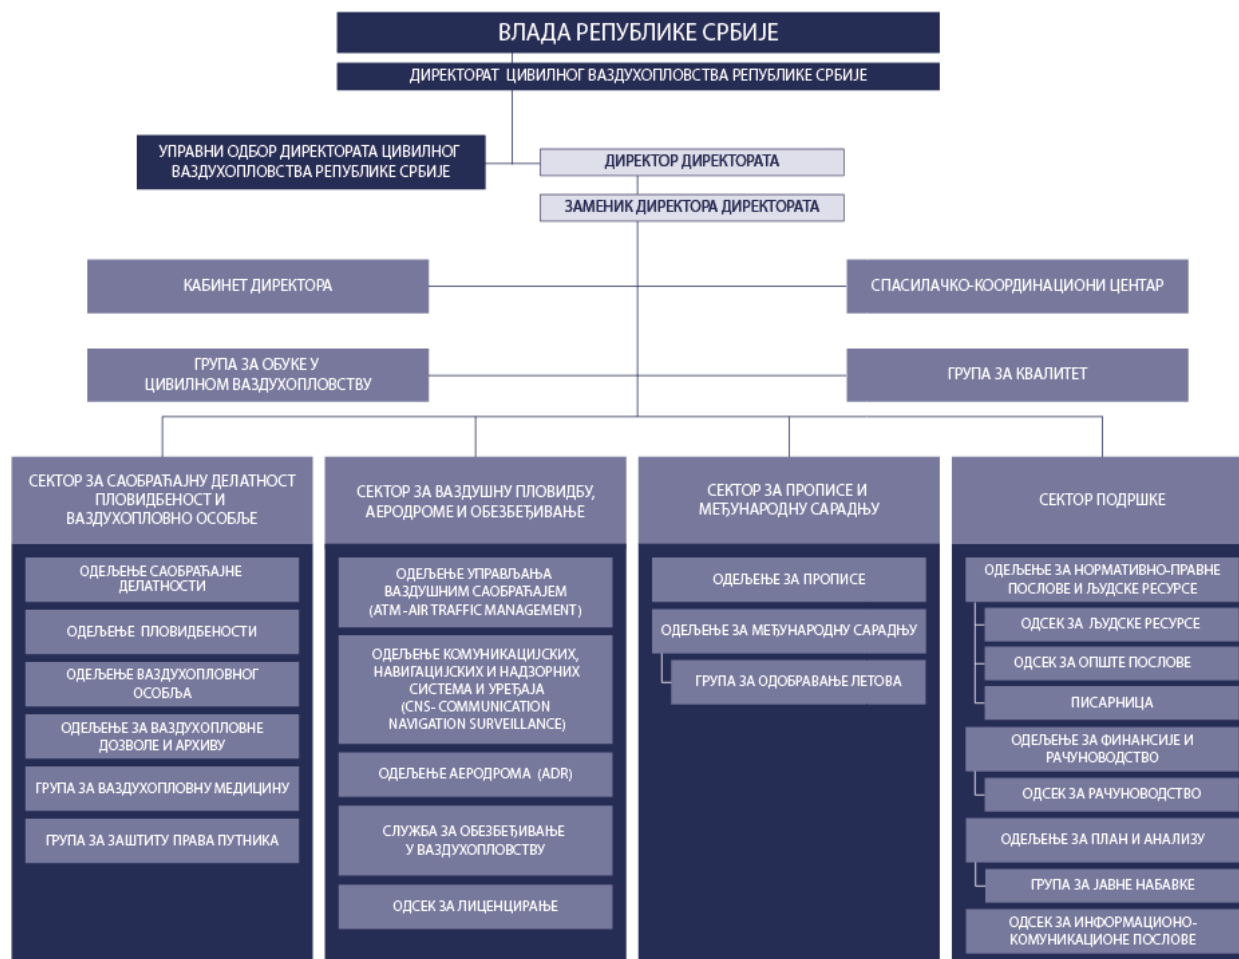 ВЛАДА РЕПУБЛИКЕ СРБИЈЕ
ДИРЕКТОРАТ ЦИВИЛНОГ ВАЗДУХОПЛОВСТВА РЕПУБЛИКЕ СРБИЈЕ
УПРАВНИ ОДБОР ДИРЕКТОРАТА ЦИВИЛНОГ
ВАЗДУХОПЛОВСТВА РЕПУБЛИКЕ СРБИЈЕ
ДИРЕКТОР ДИРЕКТОРАТА
ЗАМЕНИК ДИРЕКТОРА ДИРЕКТОРАТА
КАБИНЕТ ДИРЕКТОРА
СПАСИЛАЧКО-КООРДИНАЦИОНИ ЦЕНТАР
ГРУПА ЗА ОБУКЕ У
ЦИВИЛНОМ ВАЗДУХОПЛОВСТВУ
ГРУПА ЗА КВАЛИТЕТ
СЕКТОР ЗА САОБРАЋАЈНУ ДЕЛАТНОСТ
ПЛОВИДБЕНОСТ И
ВАЗДУХОПЛОВНО ОСОБЉЕ
ОДЕЉЕЊЕ САОБРАЋАЈНЕ
ДЕЛАТНОСТИ
ОДЕЉЕЊЕ ПЛОВИДБЕНОСТИ
ОДЕЉЕЊЕ ВАЗДУХОПЛОВНОГ
ОСОБЉА
ОДЕЉЕЊЕ ЗА ВАЗДУХОПЛОВНЕ
ДОЗВОЛЕ И АРХИВУ
ГРУПА ЗА ВАЗДУХОПЛОВНУ МЕДИЦИНУ
ГРУПА ЗА ЗАШТИТУ ПРАВА ПУТНИКА
СЕКТОР ЗА ВАЗДУШНУ ПЛОВИДБУ,
АЕРОДРОМЕ И ОБЕЗБЕЂИВАЊЕ
ОДЕЉЕЊЕ УПРАВЉАЊА
ВАЗДУШНИМ САОБРАЋАЈЕМ
(ATM -AIR TRAFFIC MANAGEMENT)
ОДЕЉЕЊЕ КОМУНИКАЦИЈСКИХ,
НАВИГАЦИЈСКИХ И НАДЗОРНИХ
СИСТЕМА И УРЕЂАЈА
(CNS- COMMUNICATION
NAVIGATION SURVEILLANCE)
ОДЕЉЕЊЕ АЕРОДРОМА (ADR)
СЛУЖБА ЗА ОБЕЗБЕЂИВАЊЕ
У ВАЗДУХОПЛОВСТВУ
ОДСЕК ЗА ЛИЦЕНЦИРАЊЕ
СЕКТОР ЗА ПРОПИСЕ И
МЕЂУНАРОДНУ САРАДЊУ
ОДЕЉЕЊЕ ЗА ПРОПИСЕ
ОДЕЉЕЊЕ ЗА МЕЂУНАРОДНУ САРАДЊУ
ГРУПА ЗА ОДОБРАВАЊЕ ЛЕТОВА
СЕКТОР ПОДРШКЕ
ОДЕЉЕЊЕ ЗА НОРМАТИВНО-ПРАВНЕ
ПОСЛОВЕ И ЉУДСКЕ РЕСУРСЕ
ОДСЕК ЗА ЉУДСКЕ РЕСУРСЕ
ОДСЕК ЗА ОПШТЕ ПОСЛОВЕ
ПИСАРНИЦА
ОДЕЉЕЊЕ ЗА ФИНАНСИЈЕ И
РАЧУНОВОДСТВО
ОДСЕК ЗА РАЧУНОВОДСТВО
ОДЕЉЕЊЕ ЗА ПЛАН И АНАЛИЗУ
ГРУПА ЗА ЈАВНЕ НАБАВКЕ
ОДСЕК ЗА ИНФОРМАЦИОНО-
КОМУНИКАЦИОНЕ ПОСЛОВЕ